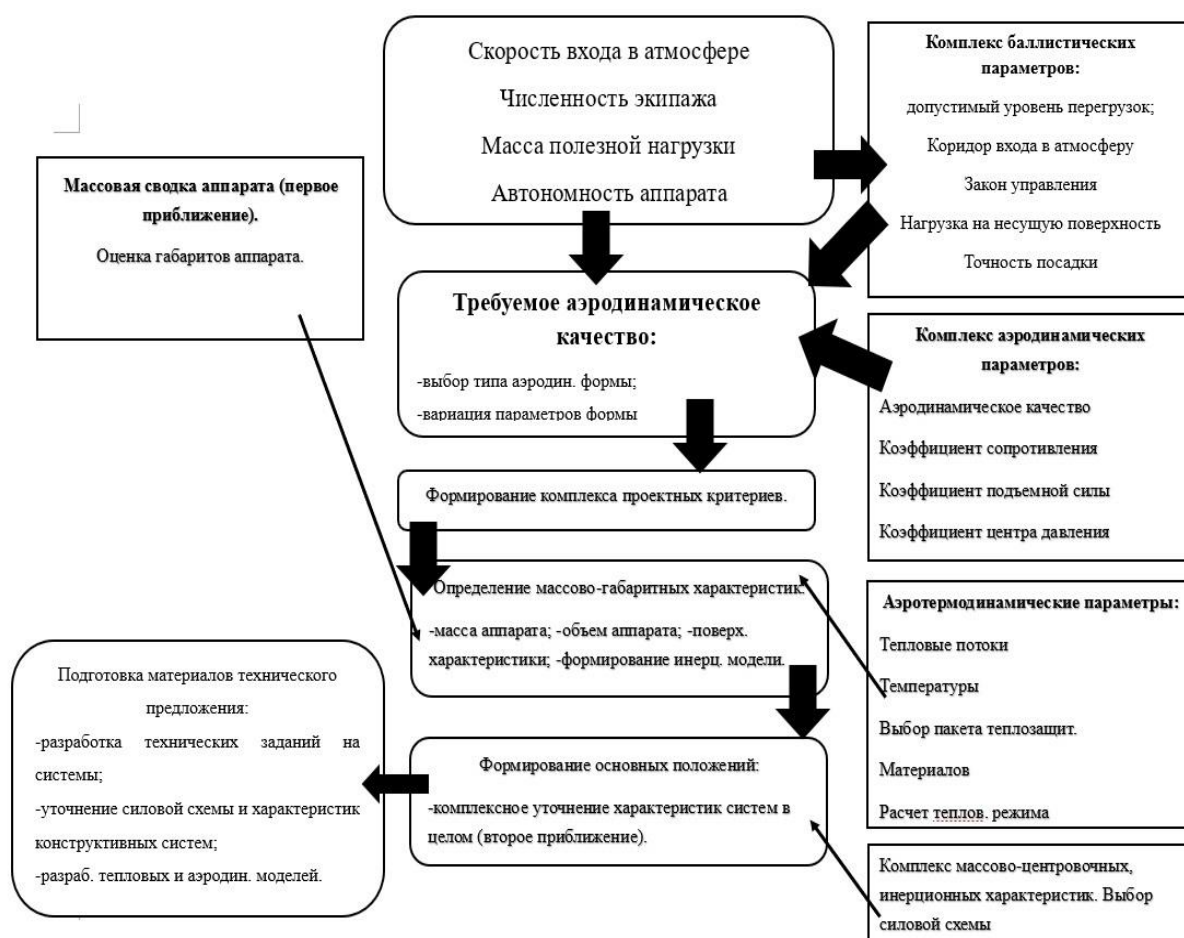 Скорость входа в атмосфере
Численность экипажа
Масса полезной нагрузки
Автономность аппарата
Комплекс баллистических
параметров:
допустимый уровень перегрузок;
Коридор входа в атмосферу
Закон управления
Нагрузка на несущую поверхность
Точность посадки
Массовая сводка аппарата (первое
приближение).
Оценка габаритов аппарата.
Требуемое аэродинамическое
качество:
-выбор типа аэродин. формы;
-вариация параметров формы
Комплекс аэродинамических
параметров:
Аэродинамическое качество
Коэффициент сопротивления
Коэффициент подъемной силы
Коэффициент центра давления
Формирование комплекса проектных критериев.
Определение массово-габаритных характеристик:
-масса аппарата; -объем аппарата; -поверх.
характеристики; -формирование инерц. модели.
Аэротермодинамические параметры:
Тепловые потоки
Температуры
Выбор пакета теплозащит.
Материалов
Расчет теплов. режима
Подготовка материалов технического
предложения:
-разработка технических заданий на
системы;
-уточнение силовой схемы и характеристик
конструктивных систем;
-разраб. тепловых и аэродин. моделей.
Формирование основных положений:
-комплексное уточнение характеристик систем в
целом (второе приближение).
Комплекс массово-центровочных,
инерционных характеристик. Выбор
силовой схемы